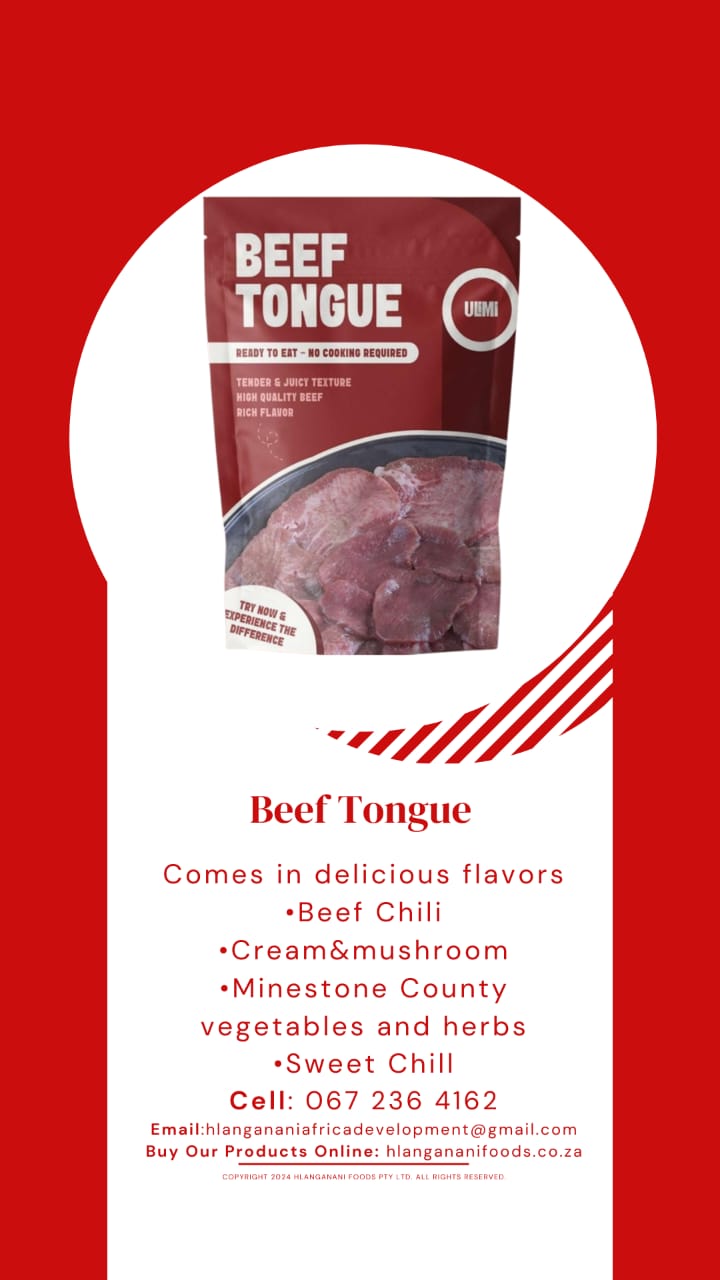 BEEF
TONGUE
ULIMI
READY TO EAT – NO COOKING REQUIRED
TENDER & JUICY TEXTURE
HIGH QUALITY BEEF
RICH FLAVOR
TRY NOW &
EXPERIENCE THE
DIFFERENCE
Beef Tongue
Comes in delicious flavors
•Beef Chili
•Cream&mushroom
•Minestone County
vegetables and herbs
•Sweet Chill
Cell: 067 236 4162
Email:hlangananiafricadevelopment@gmail.com
Buy Our Products Online: hlangananifoods.co.za
COPYRIGHT 2024 HLANGANANI FOODS PTY LTD. ALL RIGHTS RESERVED.